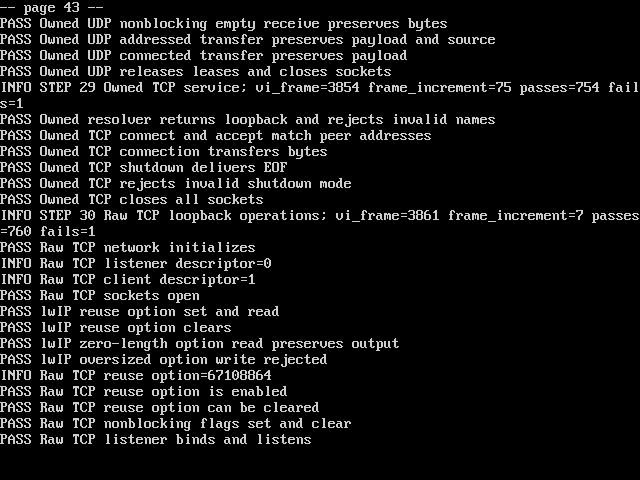 -- page 43 --
PASS Owned UDP nonblocking empty receive preserves bytes
PASS Owned UDP addressed transfer preserves payload and source
PASS Owned UDP connected transfer preserves payload
PASS Owned UDP releases leases and closes sockets
INFO STEP 29 Owned TCP service; vi_frame=3854 frame_increment=75 passes=754 fail
s=1
PASS Owned resolver returns loopback and rejects invalid names
PASS Owned TCP connect and accept match peer addresses
PASS Owned TCP connection transfers bytes
PASS Owned TCP shutdown delivers EOF
PASS Owned TCP rejects invalid shutdown mode
PASS Owned TCP closes all sockets
INFO STEP 30 Raw TCP loopback operations; vi_frame=3861 frame_increment=7 passes
=760 fails=1
PASS Raw TCP network initializes
INFO Raw TCP listener descriptor=0
INFO Raw TCP client descriptor=1
PASS Raw TCP sockets open
PASS lwIP reuse option set and read
PASS lwIP reuse option clears
PASS lwIP zero-length option read preserves output
PASS lwIP oversized option write rejected
INFO Raw TCP reuse option=67108864
PASS Raw TCP reuse option is enabled
PASS Raw TCP reuse option can be cleared
PASS Raw TCP nonblocking flags set and clear
PASS Raw TCP listener binds and listens